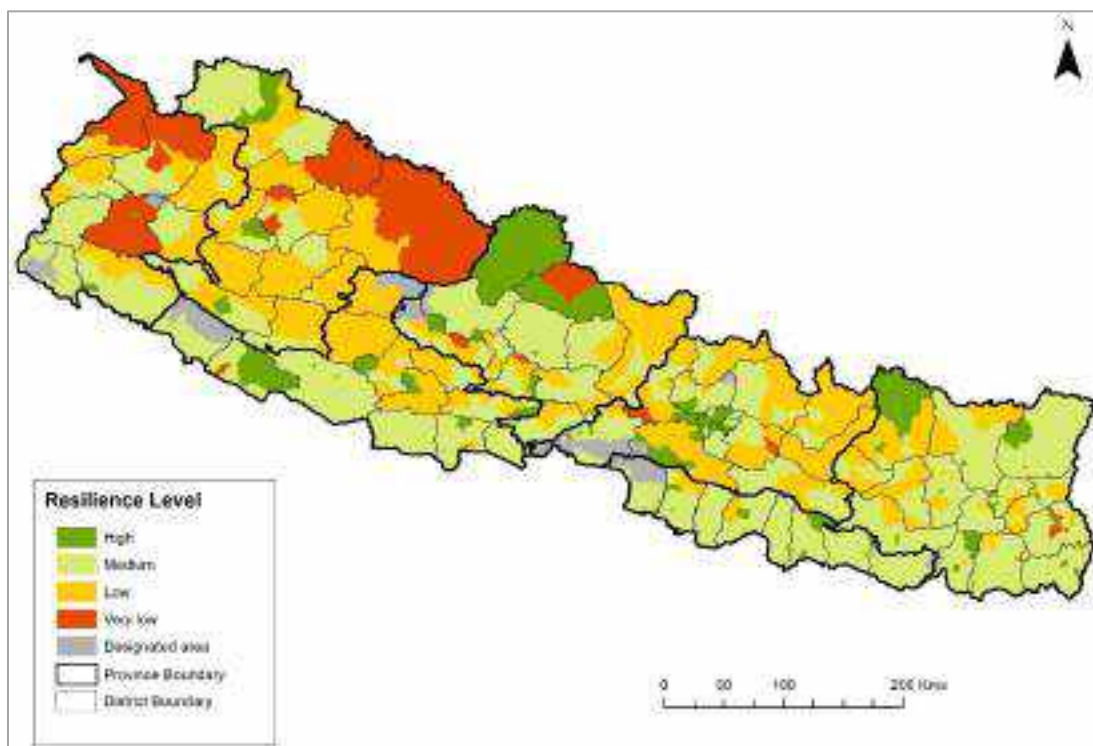 N
Resilience Level
High
Medium
Low
Very low
Designated area
Province Boundary
District Boundary
0 50 100 200 Kms